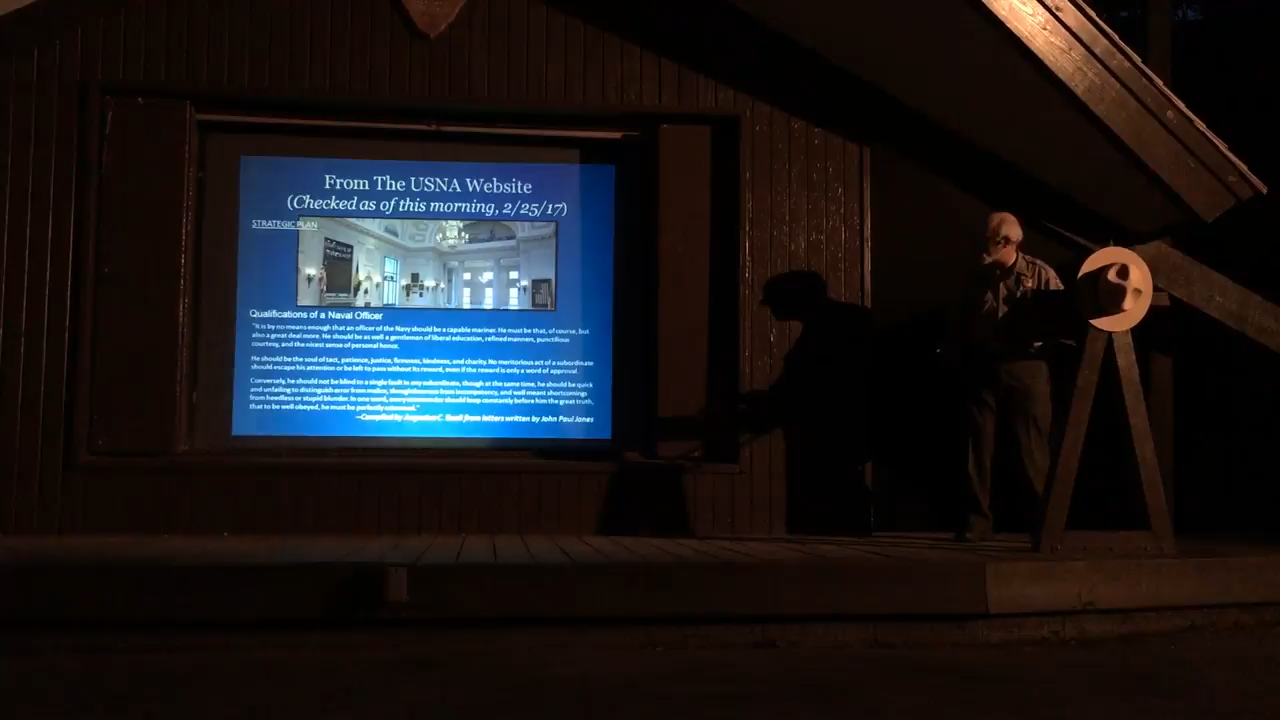 From The USNA Website
(Checked as of this morning, 2/25/17)
STRATEGIC PLAN
Qualifications of a Naval Officer
"It is by no means enough that an officer of the Navy should be a capable mariner. He must be that, of course, but
also a great deal more. He should be as well a gentleman of liberal education, refined manners, punctilious
courtesy, and the nicest sense of personal honor.
He should be the soul of tact, patience, justice, firmness, kindness, and charity. No meritorious act of a subordinate
should escape his attention or be left to pass without its reward, even if the reward is only a word of approval.
Conversely, he should not be blind to a single fault in any subordinate, though at the same time, he should be quick
and unfailing to distinguish error from malice, thoughtlessness from incompetency, and well meant shortcomings
from heedless or stupid blunder. In one word, every commander should keep constantly before him the great truth,
that to be well obeyed, he must be perfectly esteemed."
—Compiled by Augustus C. Buell from letters written by John Paul Jones